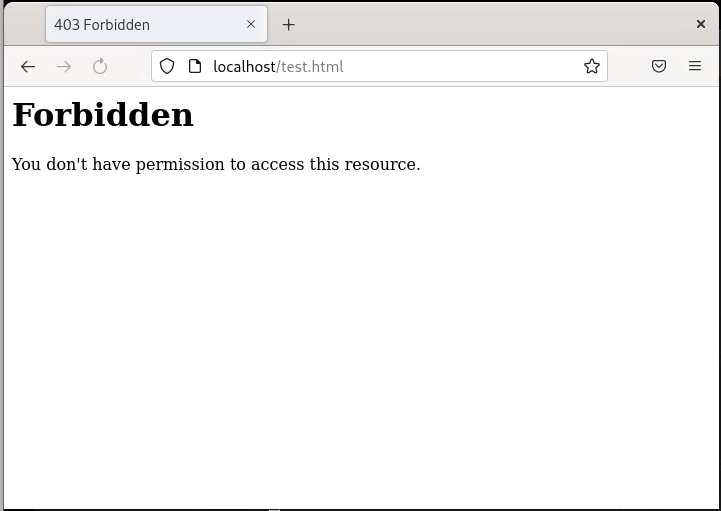 403 Forbidden
localhost/test.html
Forbidden
You don't have permission to access this resource.